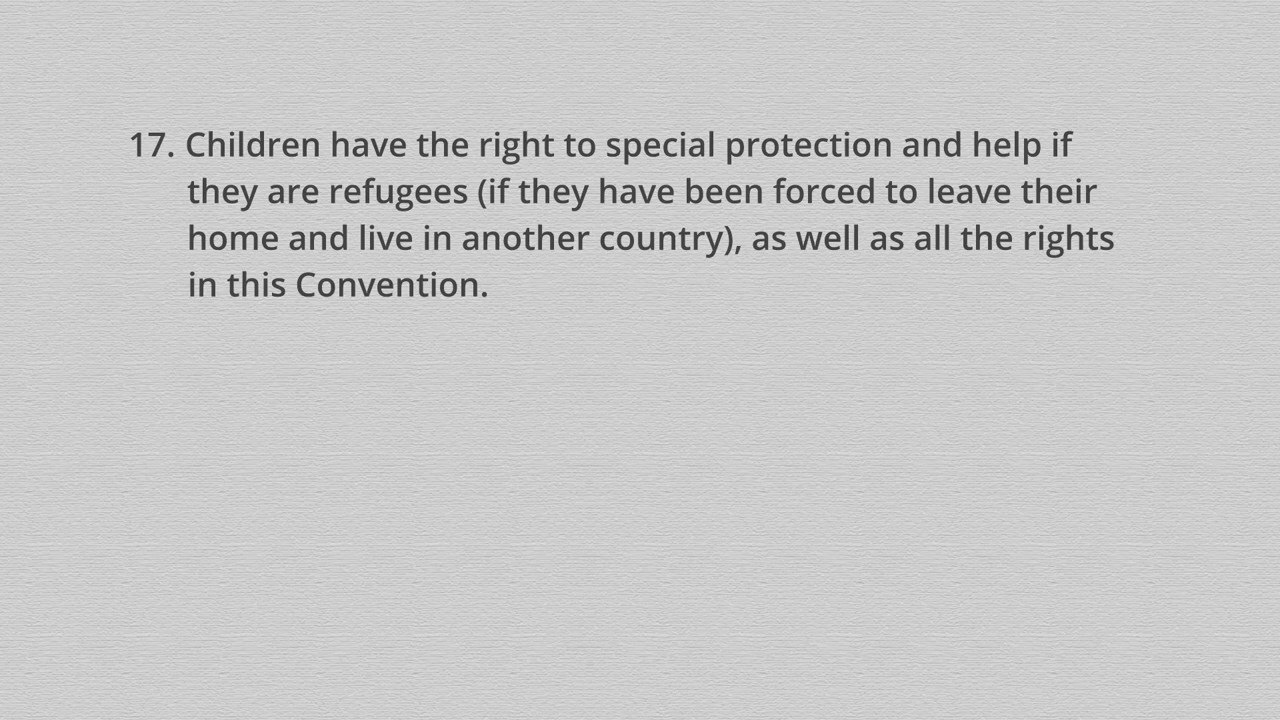 17. Children have the right to special protection and help if
they are refugees (if they have been forced to leave their
home and live in another country), as well as all the rights
in this Convention.